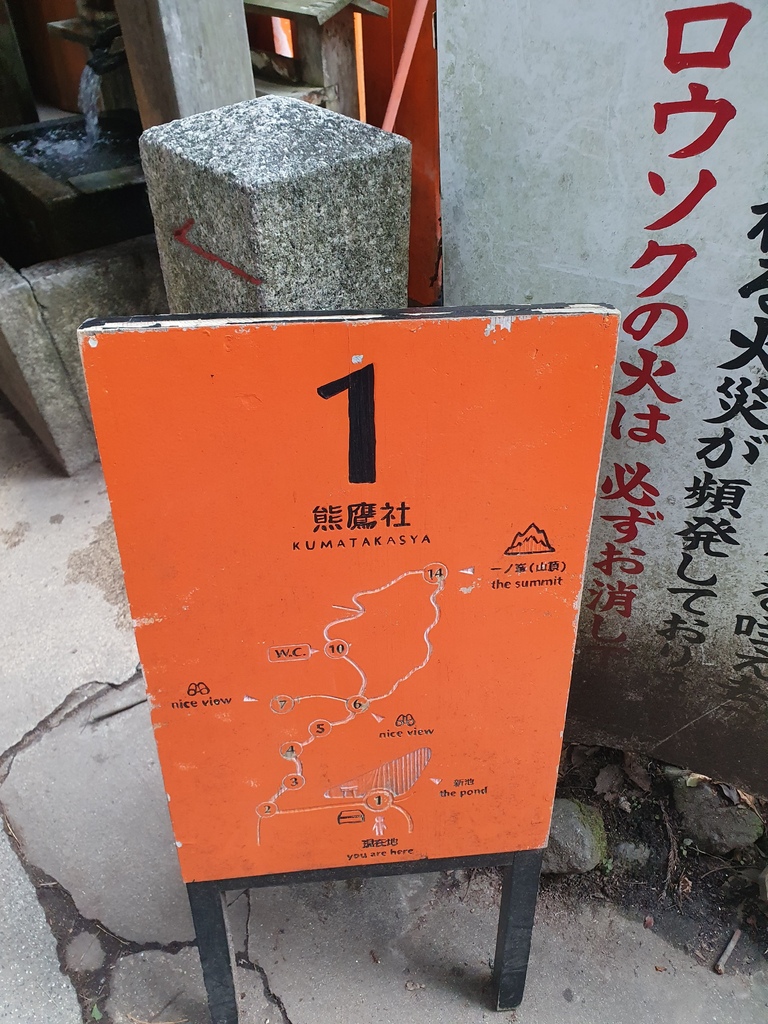 1
熊鷹社
KUMATAKASYA
一ノ峯(山頂)
the summit
14
W.C.
10
nice view
7
6
nice view
5
4
3
新池
the pond
2
1
現在地
you are here
ロウソクの火は 必ずお消し
る火災が頻発しており